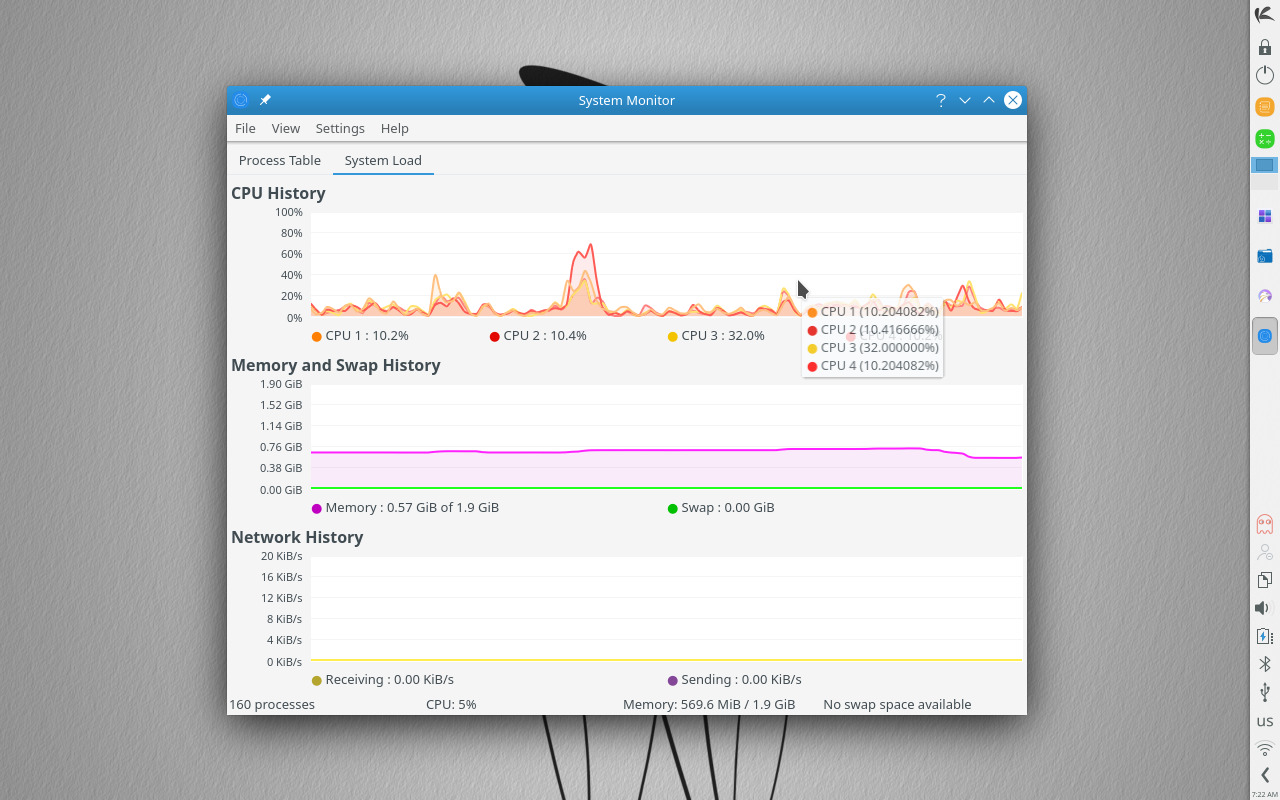 System Monitor
File View Settings Help
Process Table System Load
CPU History
100%
80%
60%
40%
20%
0%
CPU 1 : 10.2% CPU 2 : 10.4% CPU 3 : 32.0% CPU 4 : 10.2%
CPU 1 (10.204082%)
CPU 2 (10.416666%)
CPU 3 (32.000000%)
CPU 4 (10.204082%)
Memory and Swap History
1.90 GiB
1.52 GiB
1.14 GiB
0.76 GiB
0.38 GiB
0.00 GiB
Memory : 0.57 GiB of 1.9 GiB Swap : 0.00 GiB
Network History
20 KiB/s
16 KiB/s
12 KiB/s
8 KiB/s
4 KiB/s
0 KiB/s
Receiving : 0.00 KiB/s Sending : 0.00 KiB/s
160 processes CPU: 5% Memory: 569.6 MiB / 1.9 GiB No swap space available
us
7:22 AM